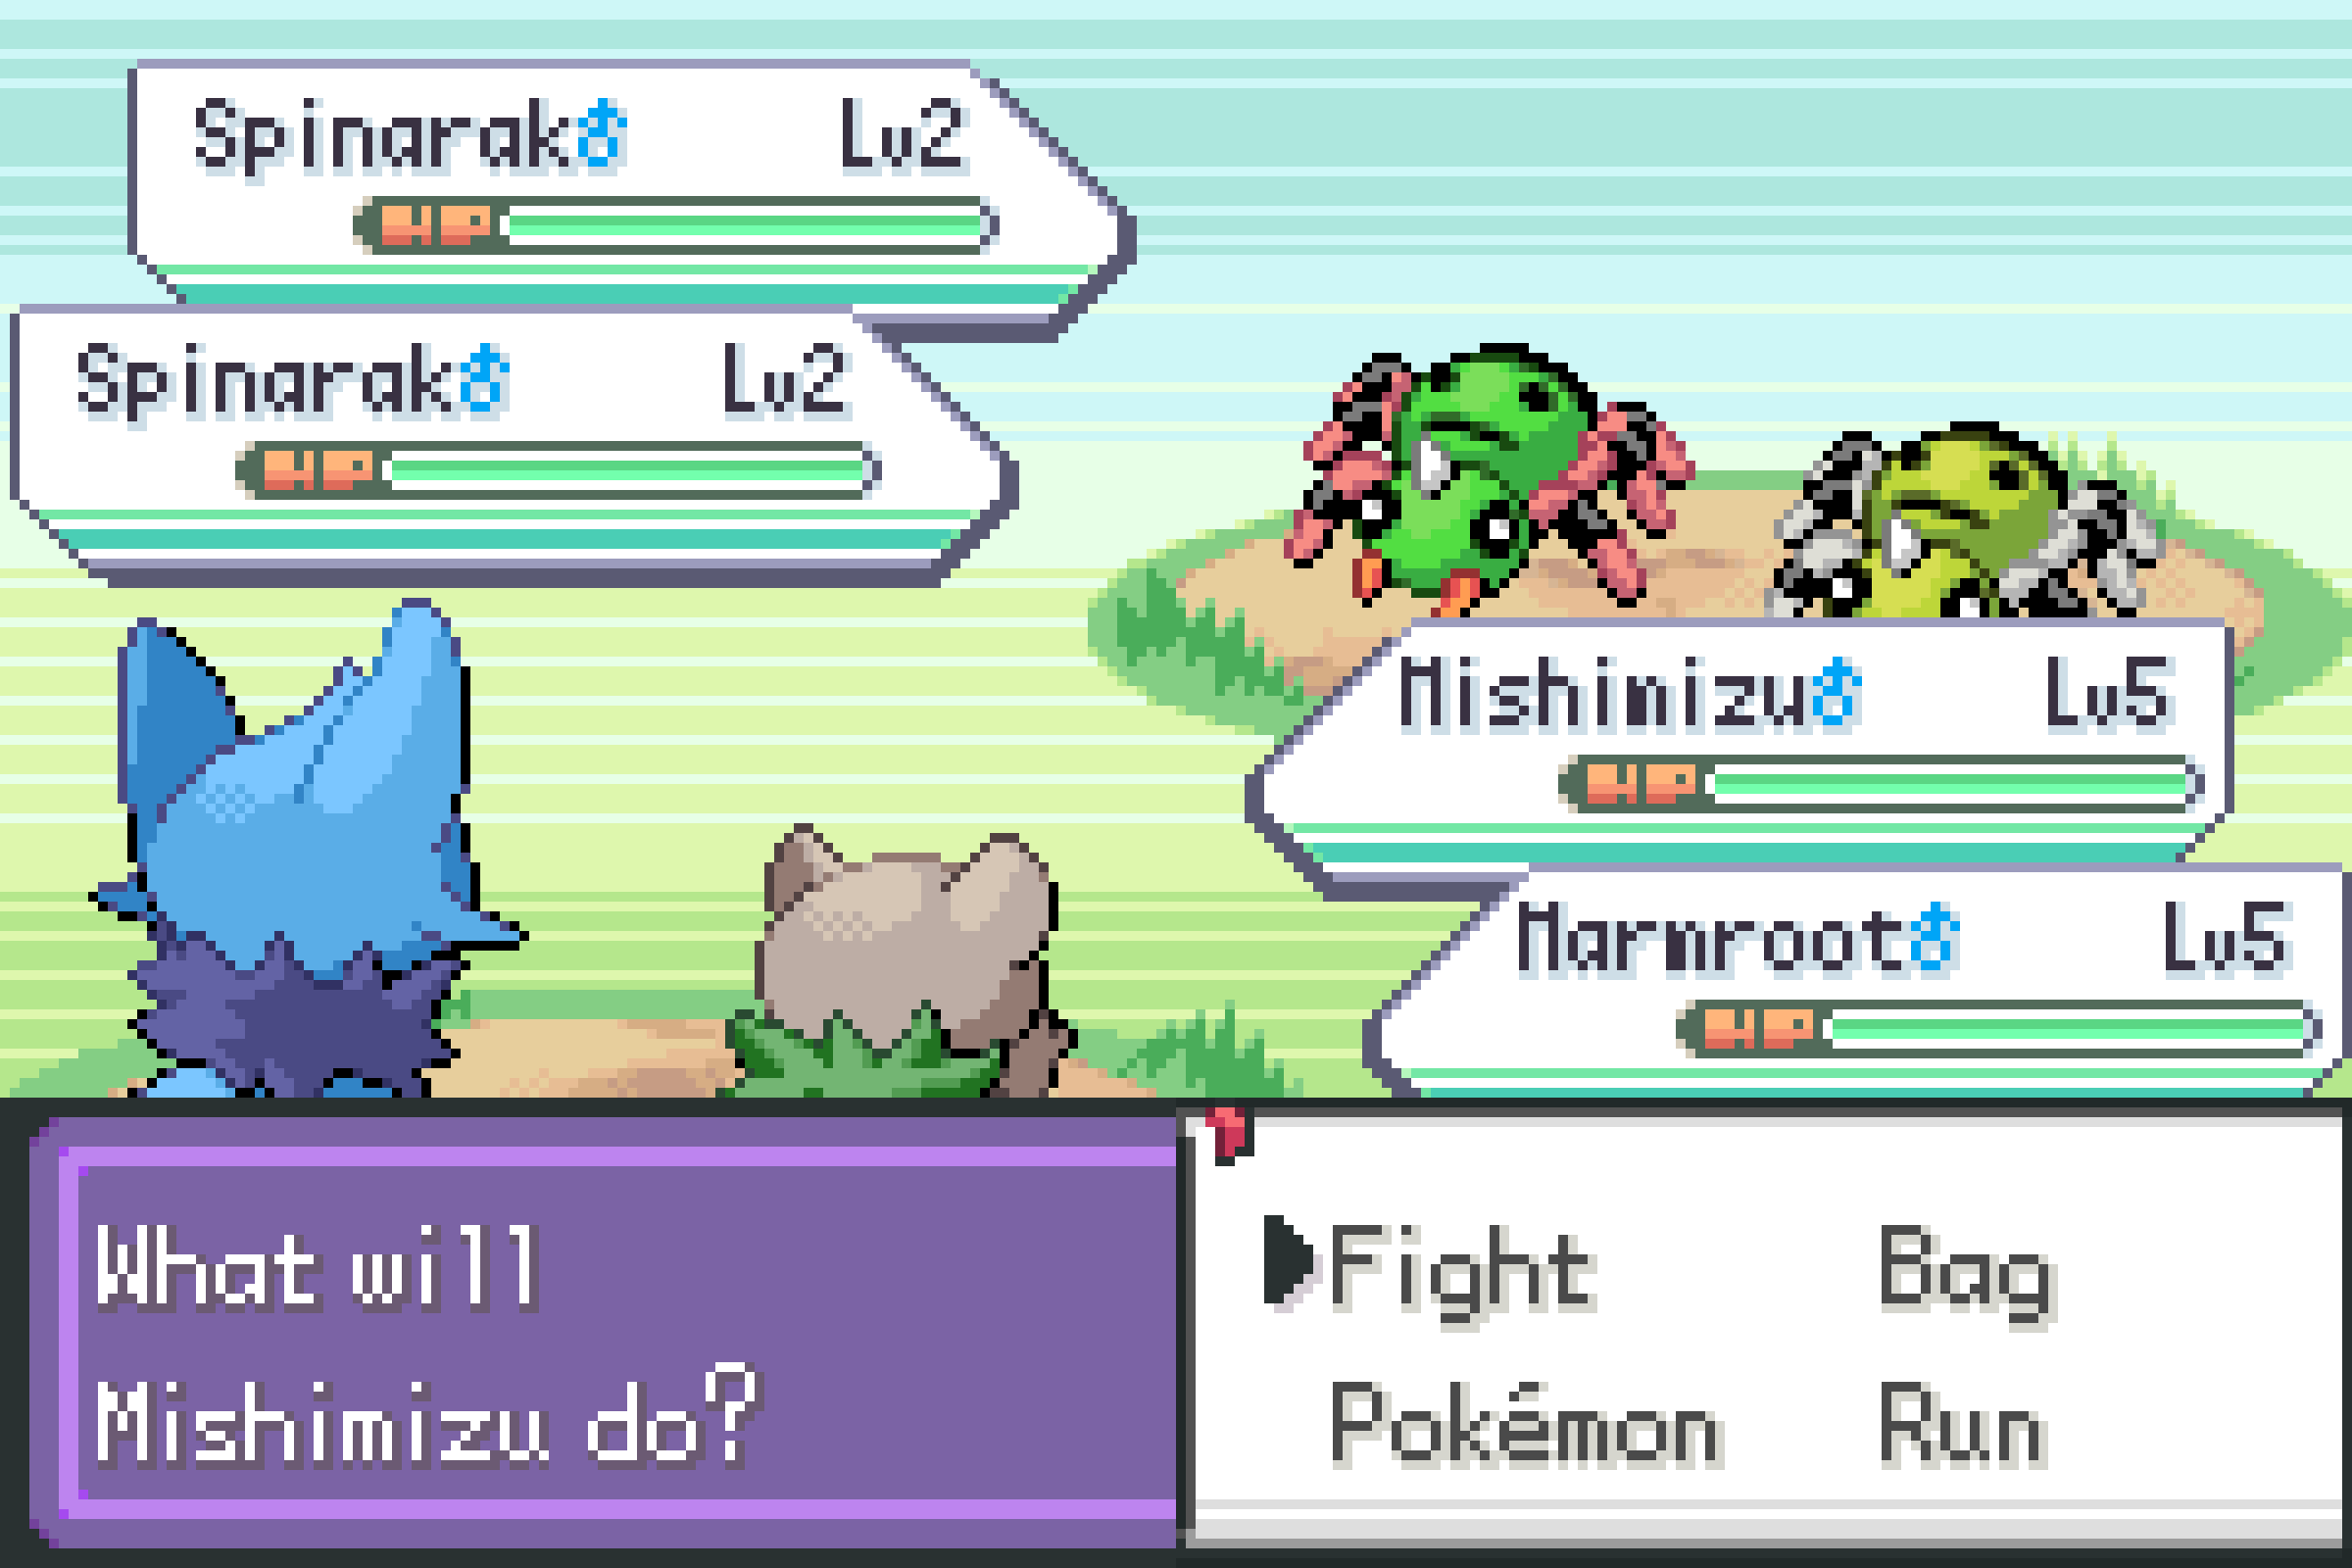 Spinarak♂ Lv2
HP
Spinarak♂ Lv2
HP
Mishimizu♂ Lv5
HP
Marmroot♂ Lv5
HP
What will
Mishimizu do?
Fight Bag
Pokémon Run